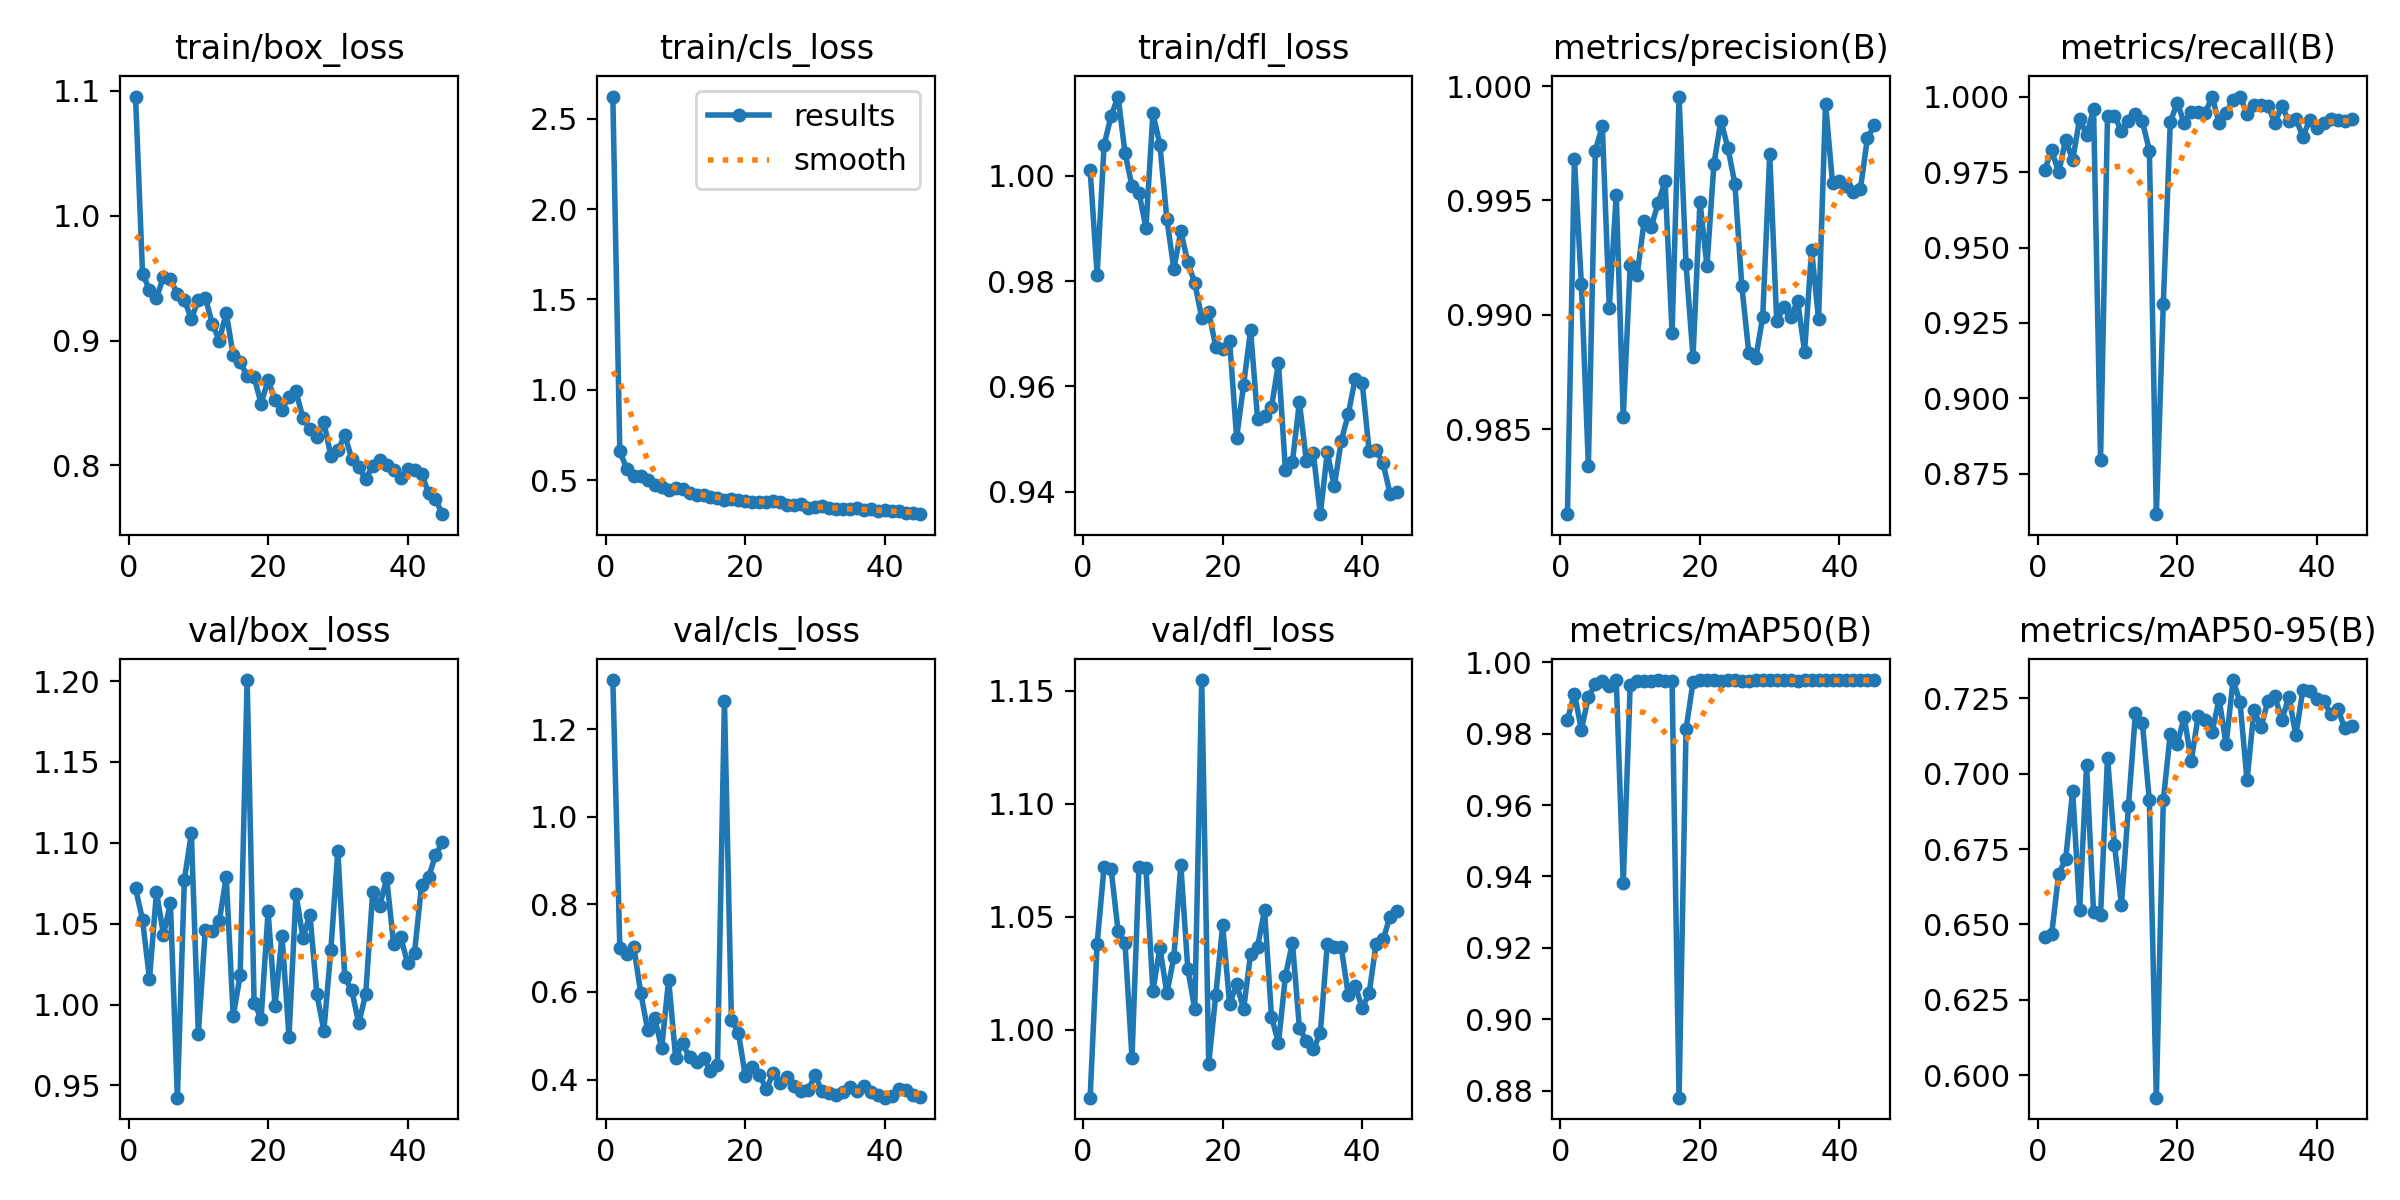 train/box_loss
1.1
1.0
0.9
0.8
0 20 40
train/cls_loss
results
smooth
2.5
2.0
1.5
1.0
0.5
0 20 40
train/dfl_loss
1.00
0.98
0.96
0.94
0 20 40
metrics/precision(B)
1.000
0.995
0.990
0.985
0 20 40
metrics/recall(B)
1.000
0.975
0.950
0.925
0.900
0.875
0 20 40
val/box_loss
1.20
1.15
1.10
1.05
1.00
0.95
0 20 40
val/cls_loss
1.2
1.0
0.8
0.6
0.4
0 20 40
val/dfl_loss
1.15
1.10
1.05
1.00
0 20 40
metrics/mAP50(B)
1.00
0.98
0.96
0.94
0.92
0.90
0.88
0 20 40
metrics/mAP50-95(B)
0.725
0.700
0.675
0.650
0.625
0.600
0 20 40